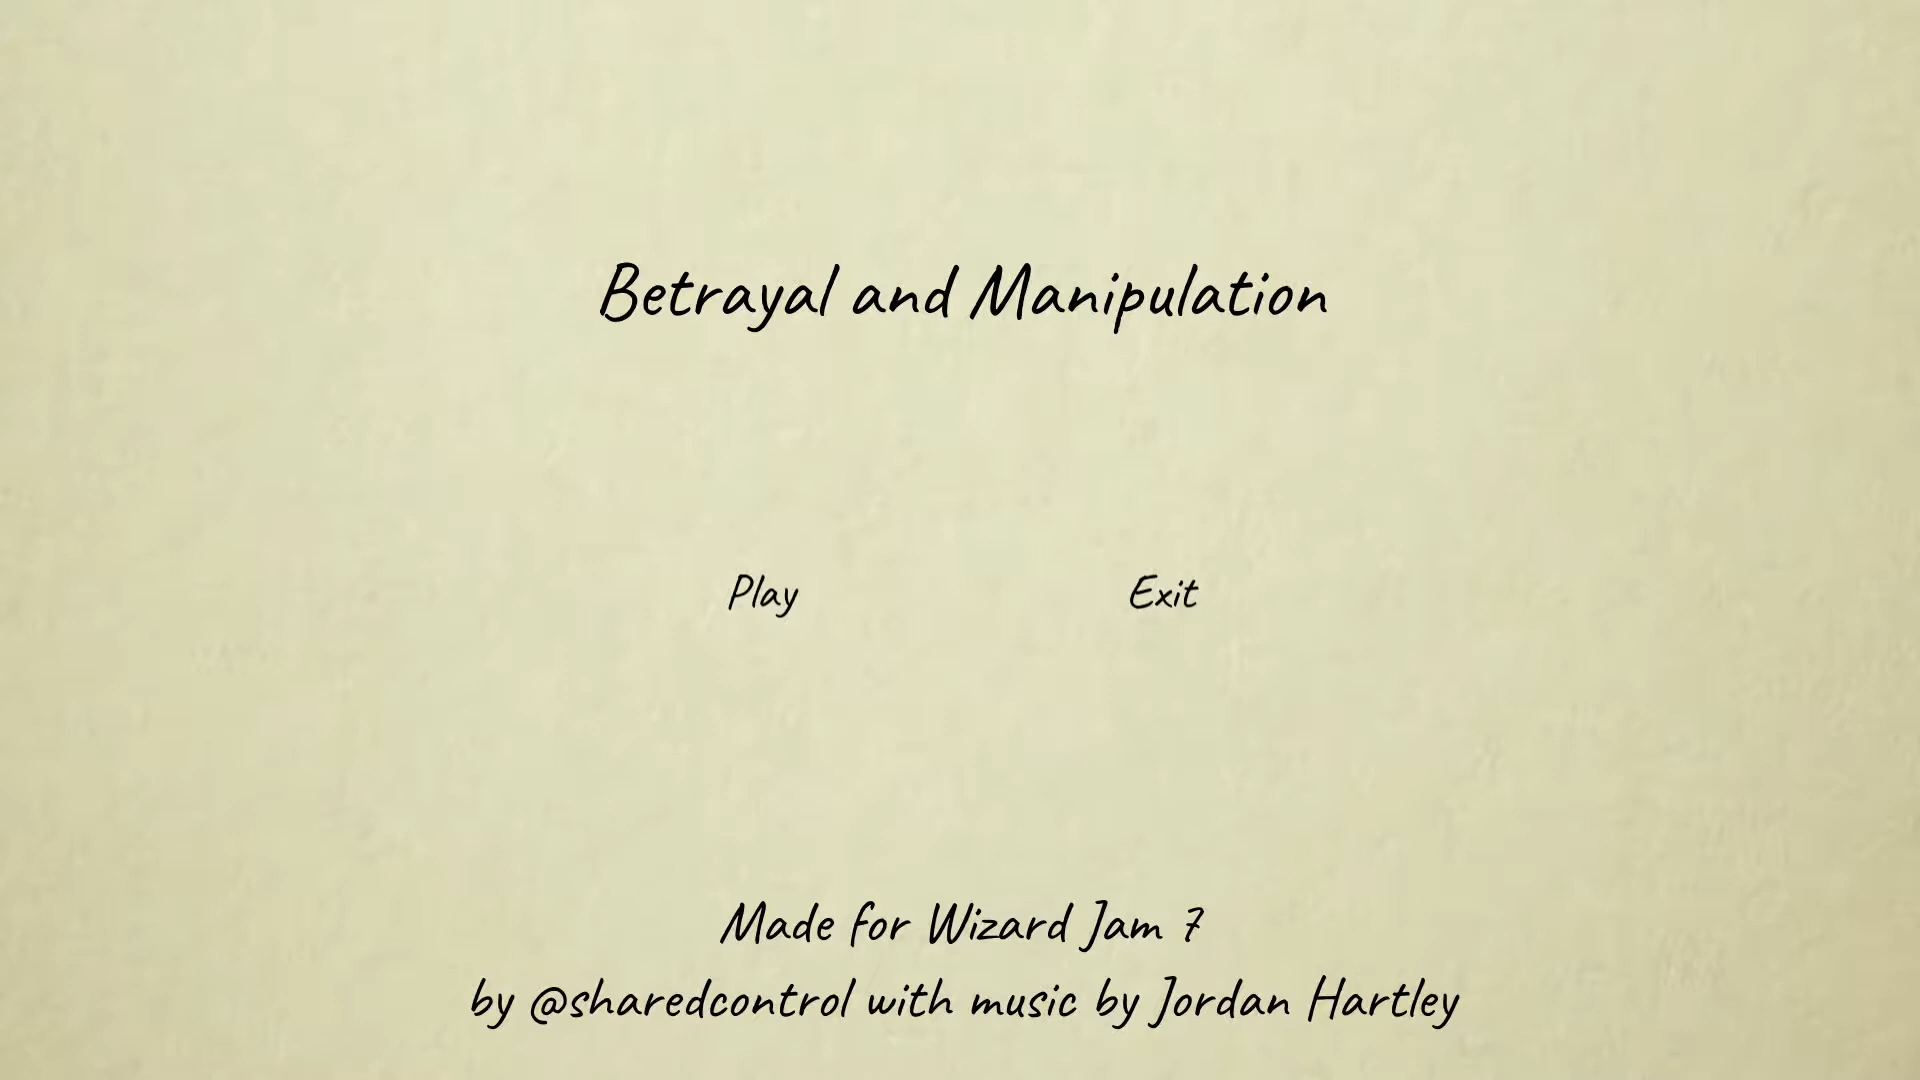 Betrayal and Manipulation
Play Exit
Made for Wizard Jam 7
by @sharedcontrol with music by Jordan Hartley